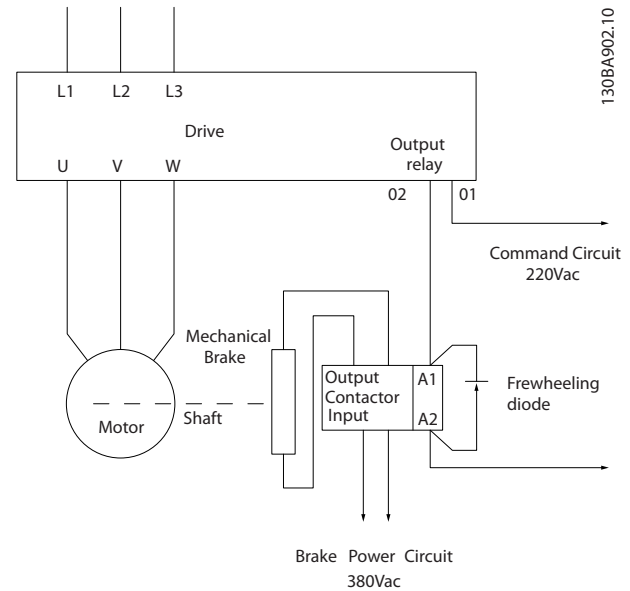 130BA902.10
L1 L2 L3
Drive
Output
relay
U V W
02 01
Command Circuit
220Vac
Mechanical
Brake
Output
Contactor
Input
A1
A2
Frewheeling
diode
Motor
Shaft
Brake Power Circuit
380Vac